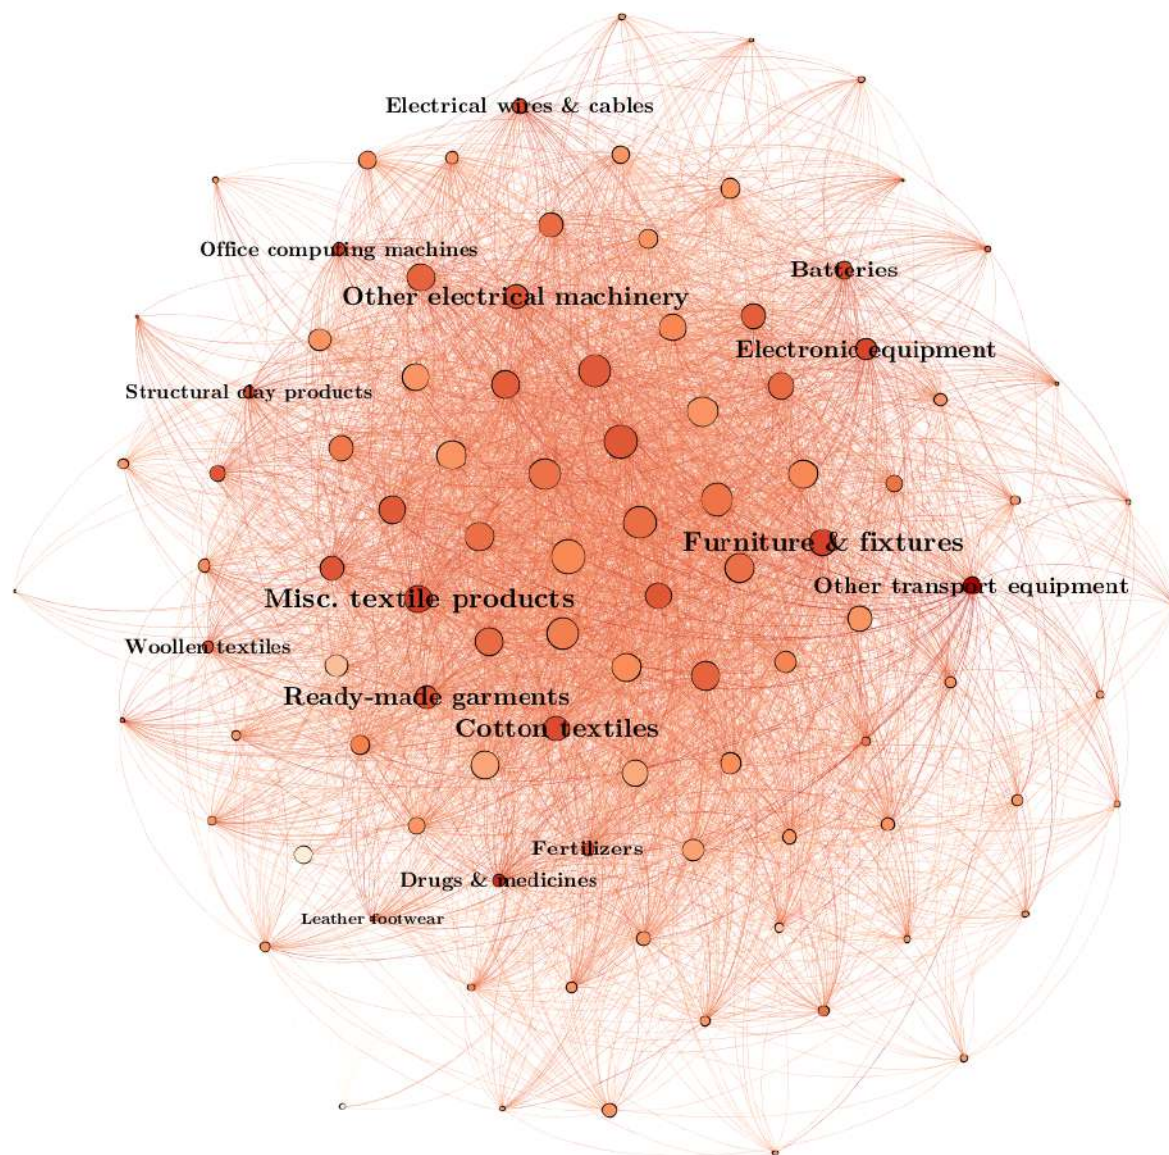 Electrical wires & cables
Office computing machines
Batteries
Other electrical machinery
Electronic equipment
Structural clay products
Furniture & fixtures
Other transport equipment
Misc. textile products
Woollen textiles
Ready-made garments
Cotton textiles
Fertilizers
Drugs & medicines
Leather footwear